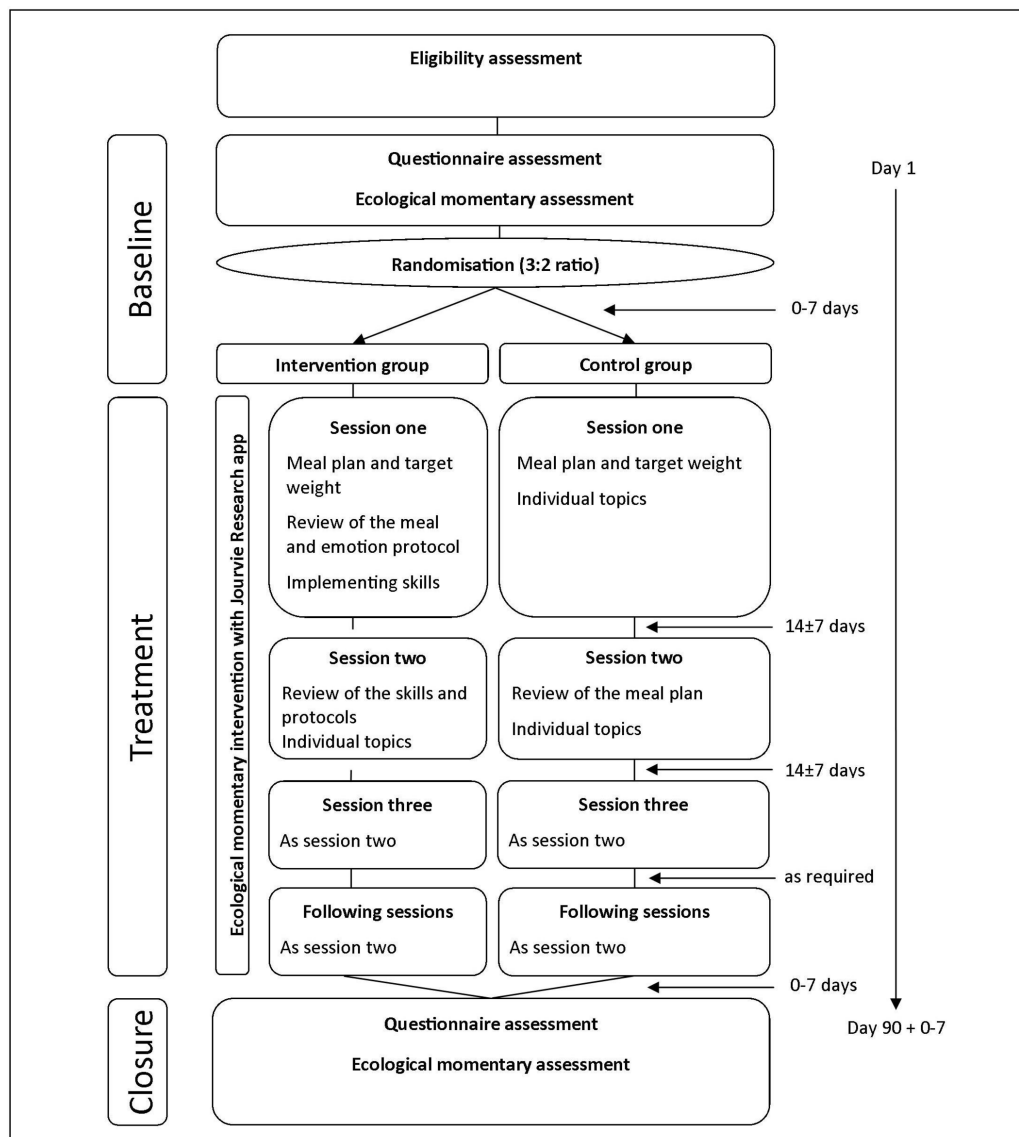 Eligibility assessment
Baseline
Questionnaire assessment
Ecological momentary assessment
Day 1
Randomisation (3:2 ratio)
0-7 days
Intervention group
Control group
Treatment
Ecological momentary intervention with Jourvie Research app
Session one
Meal plan and target
weight
Review of the meal
and emotion protocol
Implementing skills
Session one
Meal plan and target weight
Individual topics
14±7 days
Session two
Review of the skills and
protocols
Individual topics
Session two
Review of the meal plan
Individual topics
14±7 days
Session three
As session two
Session three
As session two
as required
Following sessions
As session two
Following sessions
As session two
0-7 days
Closure
Questionnaire assessment
Ecological momentary assessment
Day 90 + 0-7